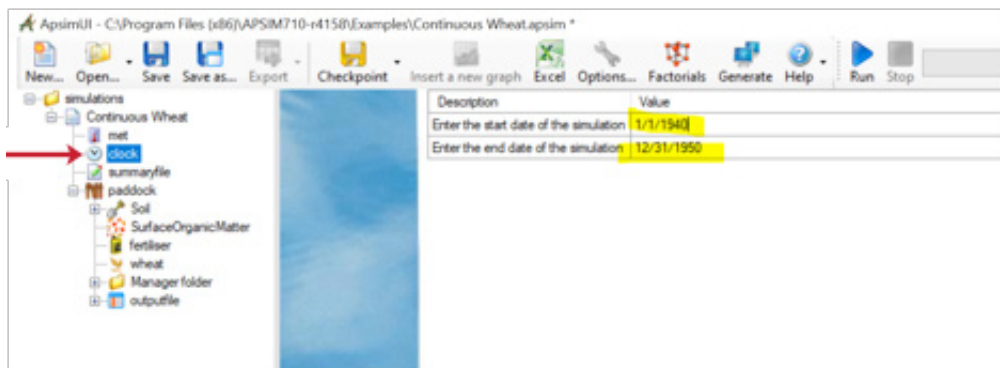 ApsimUI - C:\Program Files (x86)\APSIM710-r4158\Examples\Continuous Wheat.apsim *
New... Open... Save Save as... Export Checkpoint Insert a new graph Excel Options... Factorials Generate Help Run Stop
simulations
Continuous Wheat
met
clock
summaryfile
paddock
Soil
SurfaceOrganicMatter
fertiliser
wheat
Manager folder
outputfile
Description Value
Enter the start date of the simulation 1/1/1940
Enter the end date of the simulation 12/31/1950